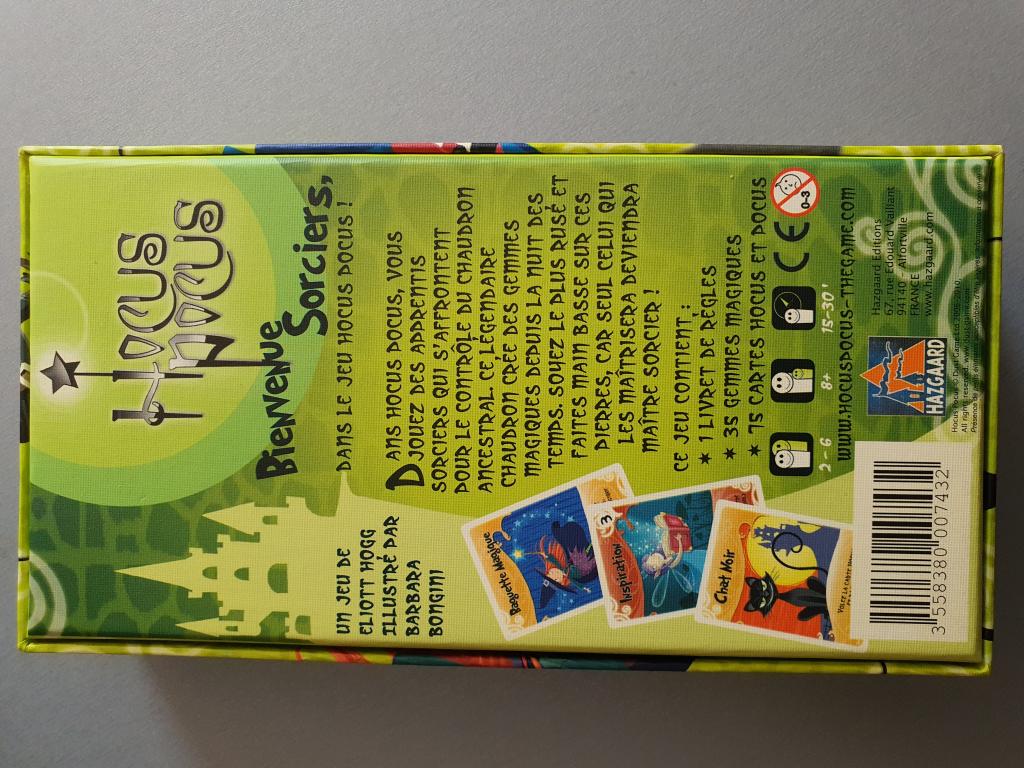 HOCUS
POCUS
Bienvenue
Sorciers,
DANS LE JEU HOCUS POCUS !
UN JEU DE
ELIOTT HOGG
ILLUSTRÉ PAR
BARBARA
BONGINI
DANS HOCUS POCUS, VOUS
JOUEZ DES APPRENTIS
SORCIERS QUI S'AFFRONTENT
POUR LE CONTRÔLE DU CHAUDRON
ANCESTRAL. CE LÉGENDAIRE
CHAUDRON CRÉE DES GEMMES
MAGIQUES DEPUIS LA NUIT DES
TEMPS. SOYEZ LE PLUS RUSÉ ET
FAITES MAIN BASSE SUR CES
PIERRES, CAR SEUL CELUI QUI
LES MAÎTRISERA DEVIENDRA
MAÎTRE SORCIER !
CE JEU CONTIENT :
★ 1 LIVRET DE RÈGLES
★ 35 GEMMES MAGIQUES
★ 75 CARTES HOCUS ET POCUS
Baguette Magique
3
Inspiration
Chat Noir
0-3
CE
2 - 6
8+
15-30'
WWW.HOCUSPOCUS-THEGAME.COM
HAZGAARD
Hazgaard Editions
67, rue Edouard Vaillant
94140 Alfortville
FRANCE
www.hazgaard.com
All rights reserved.
3 558380 007432